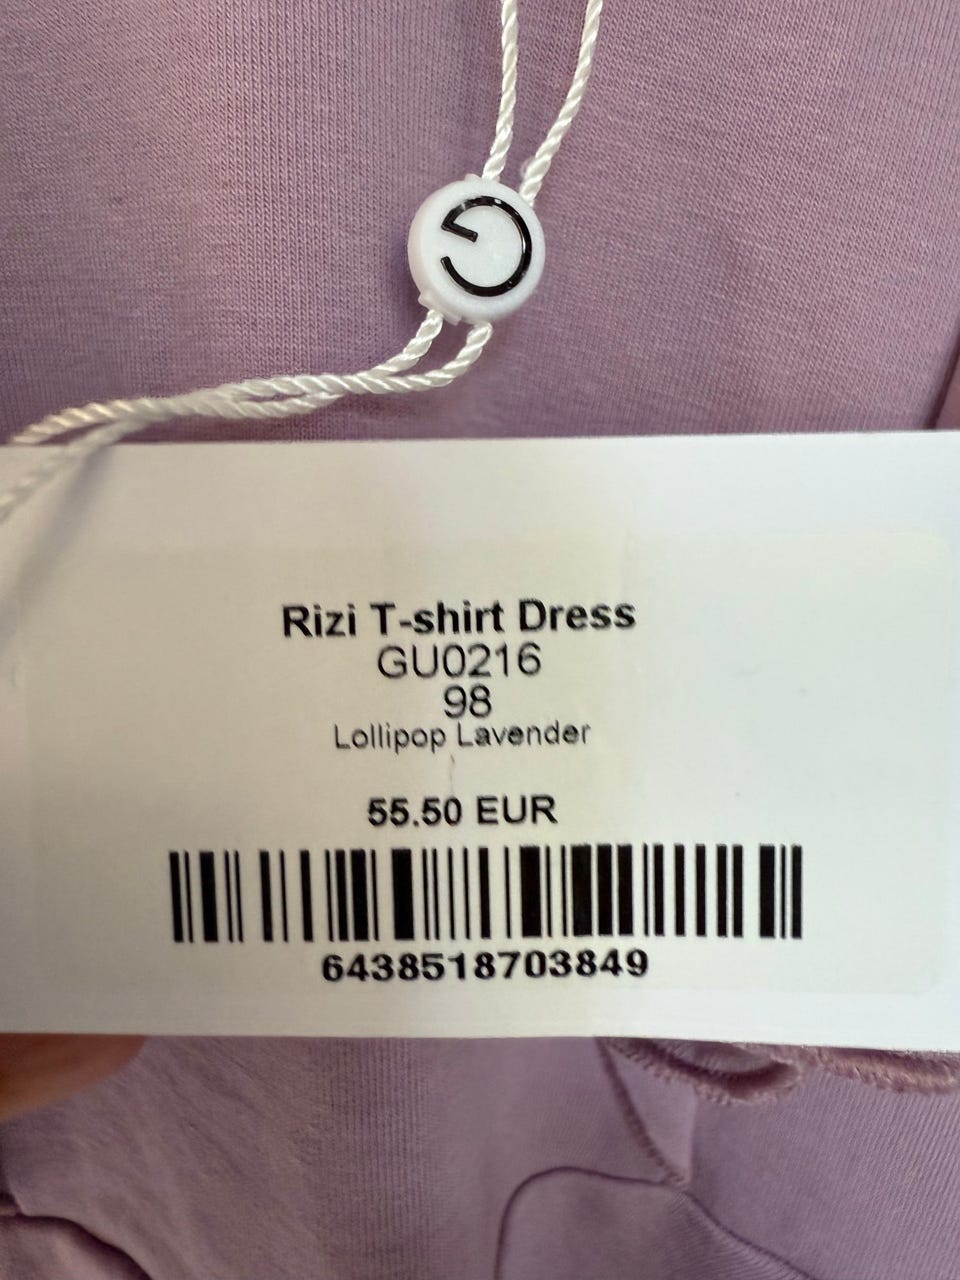 Rizi T-shirt Dress
GU0216
98
Lollipop Lavender
55.50 EUR
6438518703849